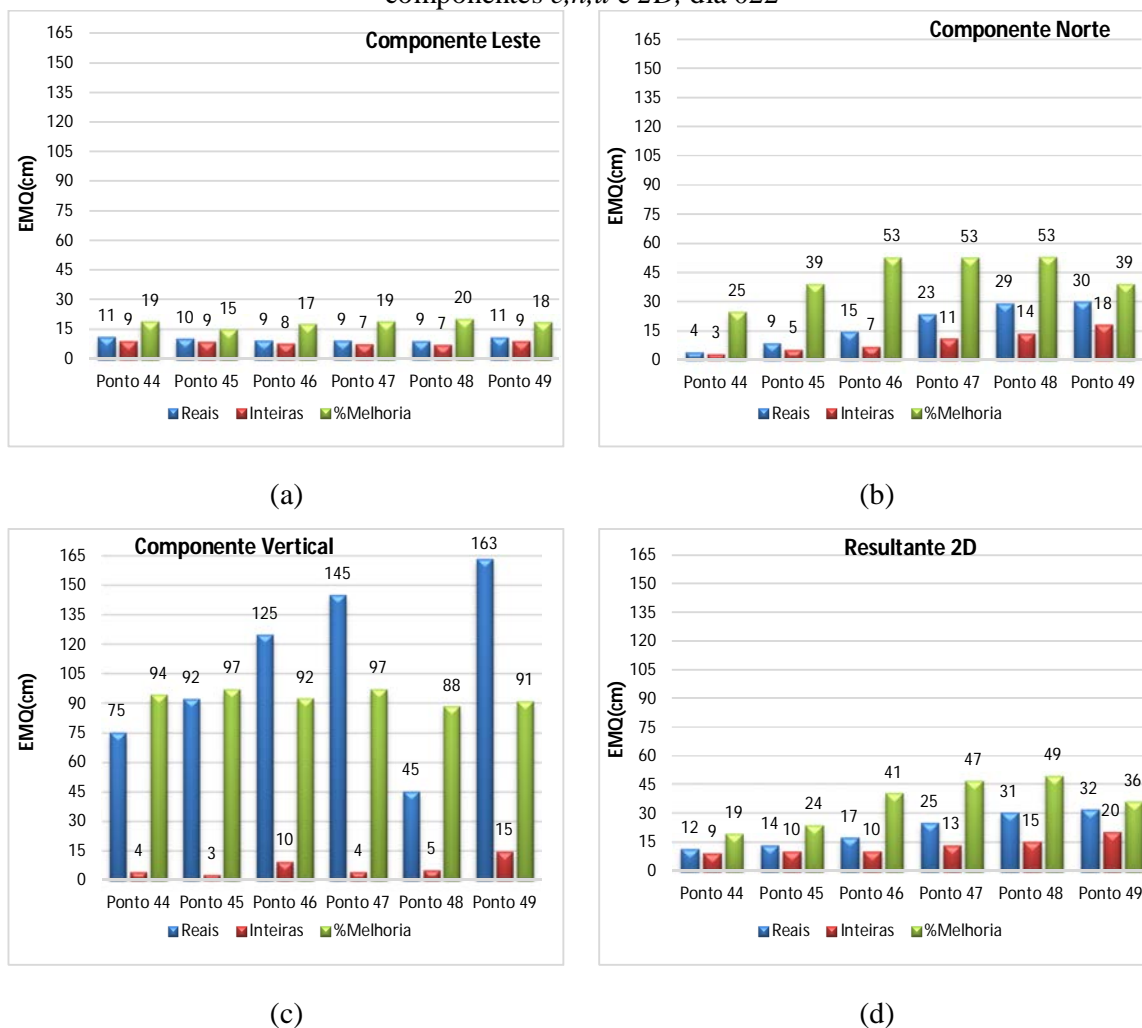 componentes e,n,u e 2D, dia 022
Componente Leste
EMQ(cm)
165
150
135
120
105
90
75
60
45
30
15
0
11 9 19 10 9 15 9 8 17 9 7 19 9 7 20 11 9 18
Ponto 44 Ponto 45 Ponto 46 Ponto 47 Ponto 48 Ponto 49
Reais Inteiras %Melhoria
(a)
Componente Norte
EMQ(cm)
165
150
135
120
105
90
75
60
45
30
15
0
4 3 25 9 5 39 15 7 53 23 11 53 29 14 53 30 18 39
Ponto 44 Ponto 45 Ponto 46 Ponto 47 Ponto 48 Ponto 49
Reais Inteiras %Melhoria
(b)
Componente Vertical
EMQ(cm)
165
150
135
120
105
90
75
60
45
30
15
0
75 4 94 92 3 97 125 10 92 145 4 97 45 5 88 163 15 91
Ponto 44 Ponto 45 Ponto 46 Ponto 47 Ponto 48 Ponto 49
Reais Inteiras %Melhoria
(c)
Resultante 2D
EMQ(cm)
165
150
135
120
105
90
75
60
45
30
15
0
12 9 19 14 10 24 17 10 41 25 13 47 31 15 49 32 20 36
Ponto 44 Ponto 45 Ponto 46 Ponto 47 Ponto 48 Ponto 49
Reais Inteiras %Melhoria
(d)